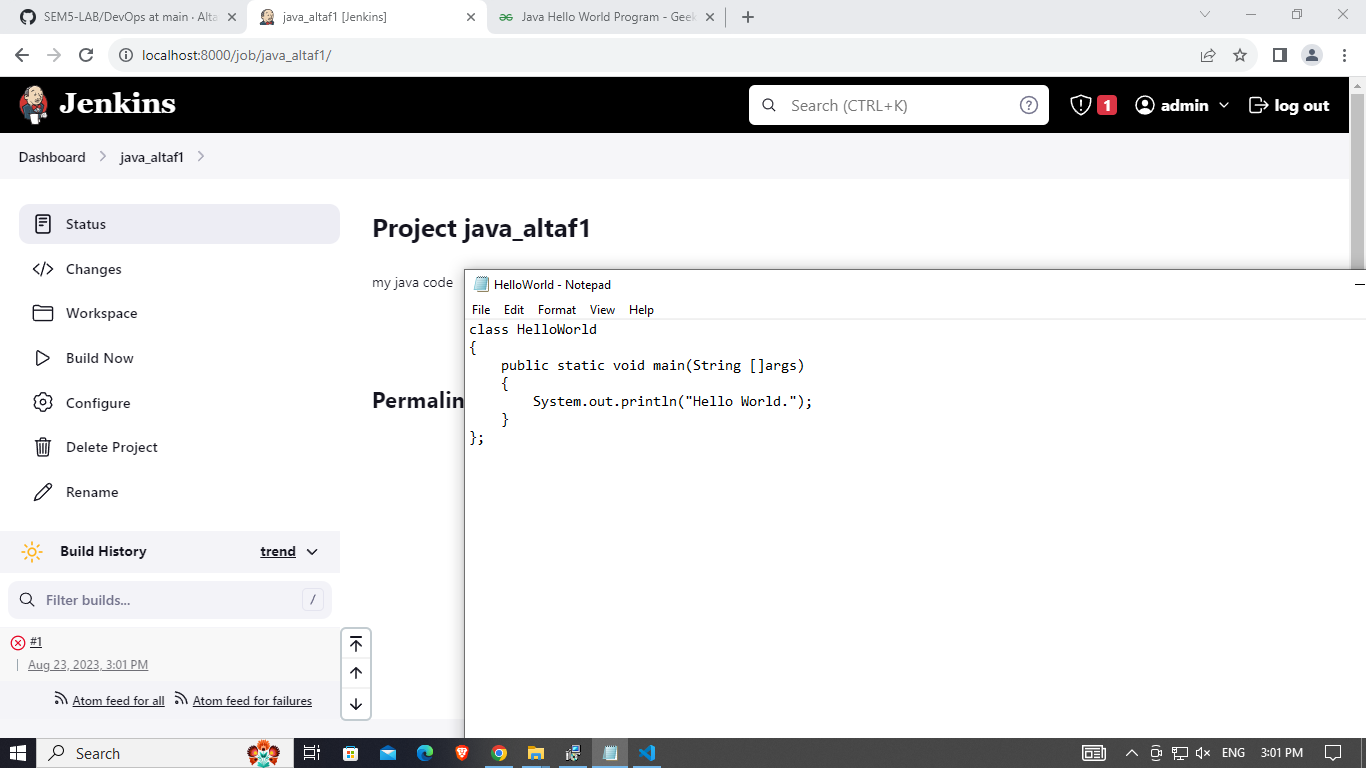 SEM5-LAB/DevOps at main · Alta
java_altaf1 [Jenkins]
Java Hello World Program - Geek
localhost:8000/job/java_altaf1/
Jenkins
Search (CTRL+K)
1
admin
log out
Dashboard
java_altaf1
Status
Changes
Workspace
Build Now
Configure
Delete Project
Rename
Build History
trend
Filter builds...
/
#1
Aug 23, 2023, 3:01 PM
Atom feed for all
Atom feed for failures
Project java_altaf1
my java code
Permalin
HelloWorld - Notepad
File Edit Format View Help
class HelloWorld
{
public static void main(String []args)
{
System.out.println("Hello World.");
}
};
Search
ENG
3:01 PM